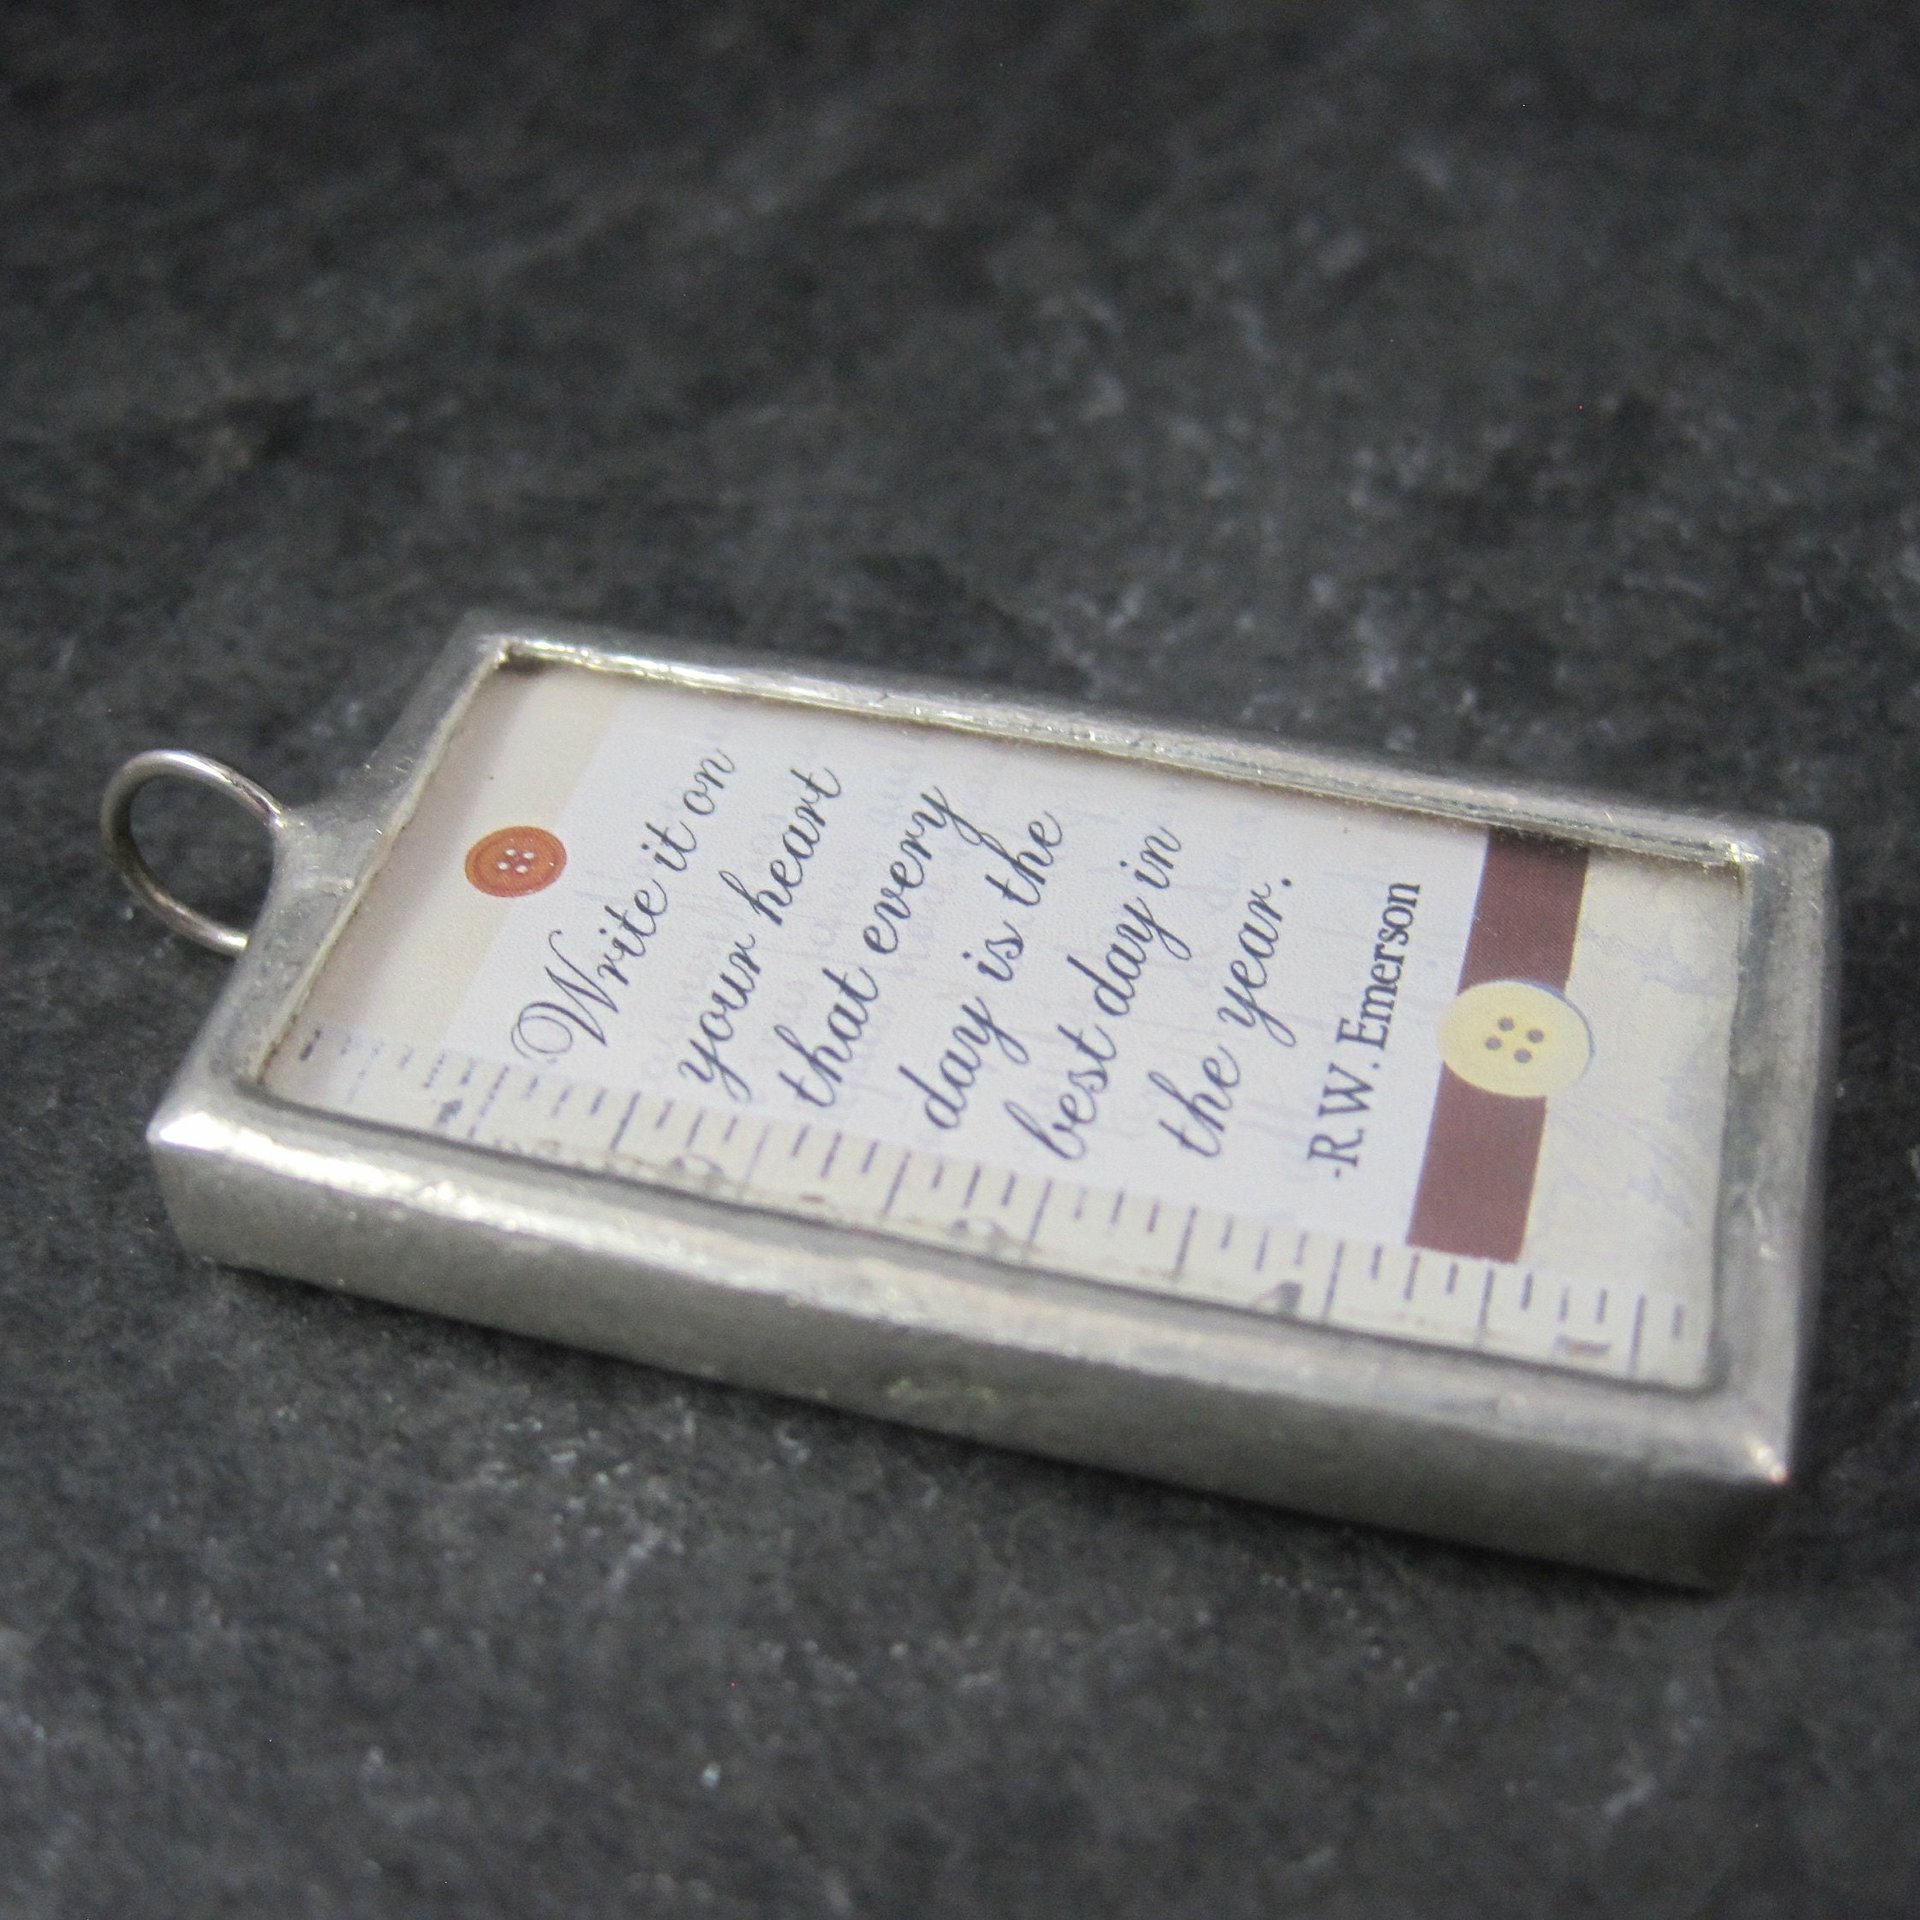 Write it on
your heart
that every
day is the
best day in
the year.
-R.W. Emerson